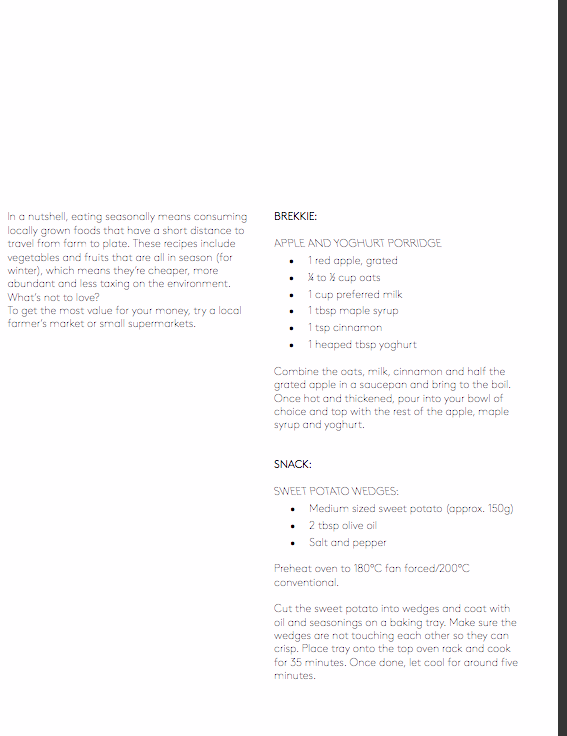 In a nutshell, eating seasonally means consuming
locally grown foods that have a short distance to
travel from farm to plate. These recipes include
vegetables and fruits that are all in season (for
winter), which means they're cheaper, more
abundant and less taxing on the environment.
What's not to love?
To get the most value for your money, try a local
farmer's market or small supermarkets.
BREKKIE:
APPLE AND YOGHURT PORRIDGE
• 1 red apple, grated
• ¼ to ½ cup oats
• 1 cup preferred milk
• 1 tbsp maple syrup
• 1 tsp cinnamon
• 1 heaped tbsp yoghurt
Combine the oats, milk, cinnamon and half the
grated apple in a saucepan and bring to the boil.
Once hot and thickened, pour into your bowl of
choice and top with the rest of the apple, maple
syrup and yoghurt.
SNACK:
SWEET POTATO WEDGES:
• Medium sized sweet potato (approx. 150g)
• 2 tbsp olive oil
• Salt and pepper
Preheat oven to 180°C fan forced/200°C
conventional.
Cut the sweet potato into wedges and coat with
oil and seasonings on a baking tray. Make sure the
wedges are not touching each other so they can
crisp. Place tray onto the top oven rack and cook
for 35 minutes. Once done, let cool for around five
minutes.